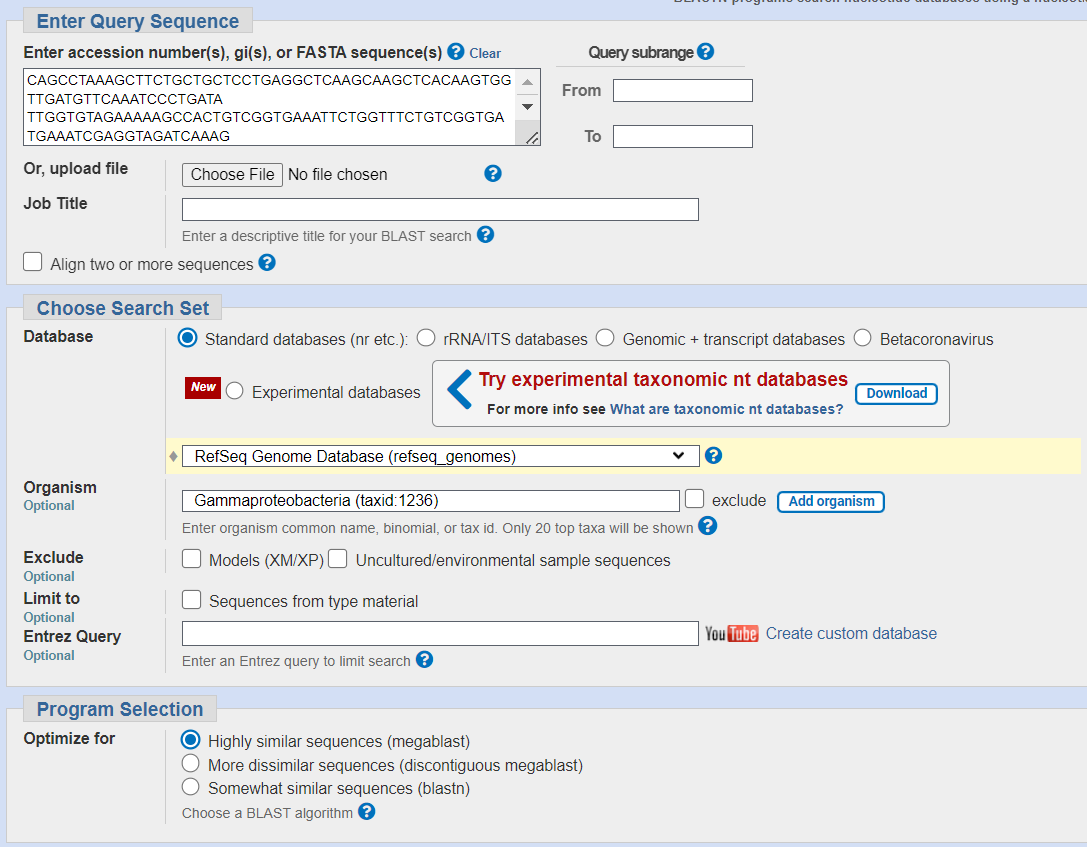 Enter Query Sequence
Enter accession number(s), gi(s), or FASTA sequence(s) ? Clear
Query subrange ?
CAGCCTAAAGCTTCTGCTGCTCCTGAGGCTCAAGCAAGCTCACAAGTGG
TTGATGTTCAAATCCCTGATA
TTGGTGTAGAAAAAGCCACTGTCGGTGAAATTCTGGTTTCTGTCGGTGA
TGAAATCGAGGTAGATCAAAG
From
To
Or, upload file
Choose File No file chosen ?
Job Title
Enter a descriptive title for your BLAST search ?
Align two or more sequences ?
Choose Search Set
Database
Standard databases (nr etc.): rRNA/ITS databases Genomic + transcript databases Betacoronavirus
New Experimental databases
Try experimental taxonomic nt databases
For more info see What are taxonomic nt databases?
Download
RefSeq Genome Database (refseq_genomes) ?
Organism
Optional
Gammaproteobacteria (taxid:1236) exclude Add organism
Enter organism common name, binomial, or tax id. Only 20 top taxa will be shown ?
Exclude
Optional
Models (XM/XP) Uncultured/environmental sample sequences
Limit to
Optional
Sequences from type material
Entrez Query
Optional
YouTube Create custom database
Enter an Entrez query to limit search ?
Program Selection
Optimize for
Highly similar sequences (megablast)
More dissimilar sequences (discontiguous megablast)
Somewhat similar sequences (blastn)
Choose a BLAST algorithm ?